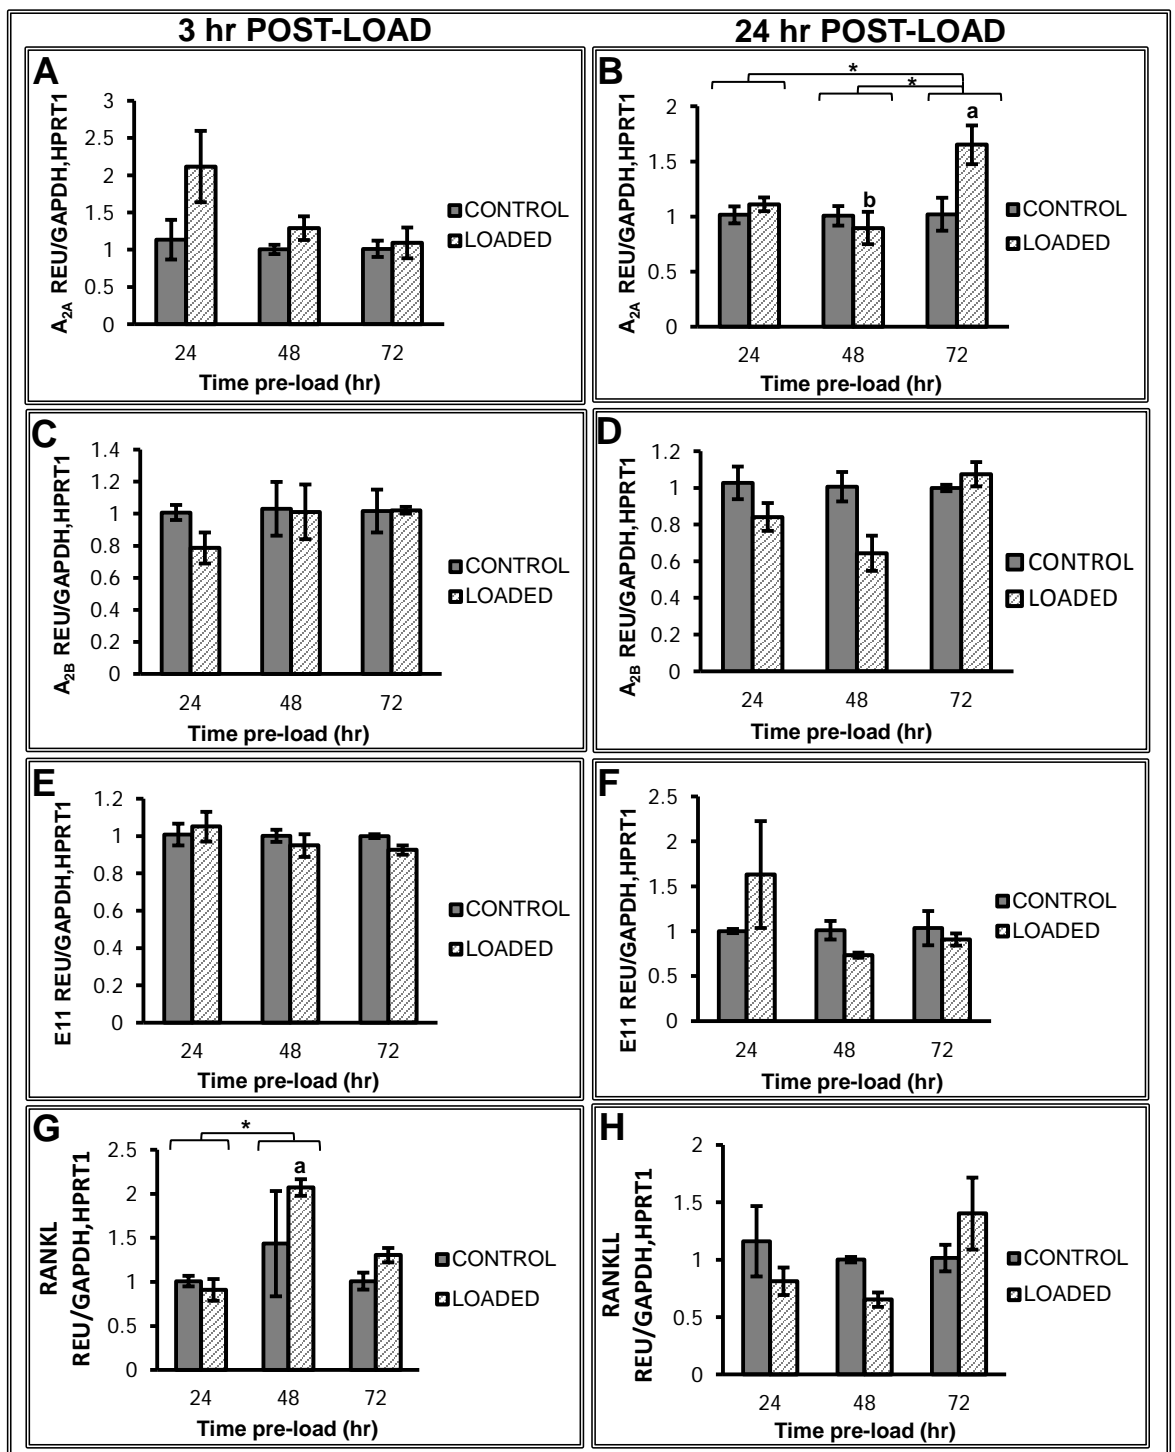 3 hr POST-LOAD
24 hr POST-LOAD
A
A2A REU/GAPDH,HPRT1
3
2.5
2
1.5
1
0.5
0
24 48 72
Time pre-load (hr)
CONTROL
LOADED
B
A2A REU/GAPDH,HPRT1
*
*
a
b
2
1.5
1
0.5
0
24 48 72
Time pre-load (hr)
CONTROL
LOADED
C
A2B REU/GAPDH,HPRT1
1.4
1.2
1
0.8
0.6
0.4
0.2
0
24 48 72
Time pre-load (hr)
CONTROL
LOADED
D
A2B REU/GAPDH,HPRT1
1.2
1
0.8
0.6
0.4
0.2
0
24 48 72
Time pre-load (hr)
CONTROL
LOADED
E
E11 REU/GAPDH,HPRT1
1.2
1
0.8
0.6
0.4
0.2
0
24 48 72
Time pre-load (hr)
CONTROL
LOADED
F
E11 REU/GAPDH,HPRT1
2.5
2
1.5
1
0.5
0
24 48 72
Time pre-load (hr)
CONTROL
LOADED
G
RANKL
REU/GAPDH,HPRT1
*
a
2.5
2
1.5
1
0.5
0
24 48 72
Time pre-load (hr)
CONTROL
LOADED
H
RANKLL
REU/GAPDH,HPRT1
2
1.5
1
0.5
0
24 48 72
Time pre-load (hr)
CONTROL
LOADED